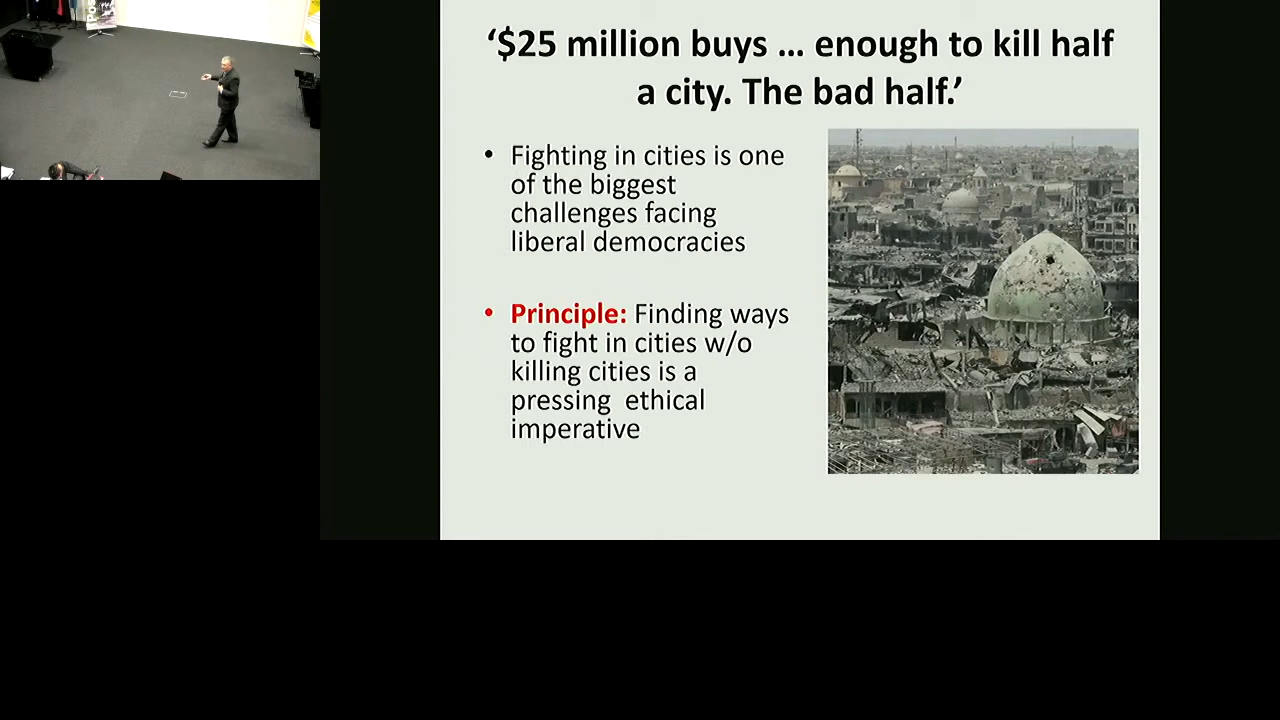 ‘$25 million buys … enough to kill half
a city. The bad half.’
• Fighting in cities is one
of the biggest
challenges facing
liberal democracies
• Principle: Finding ways
to fight in cities w/o
killing cities is a
pressing ethical
imperative